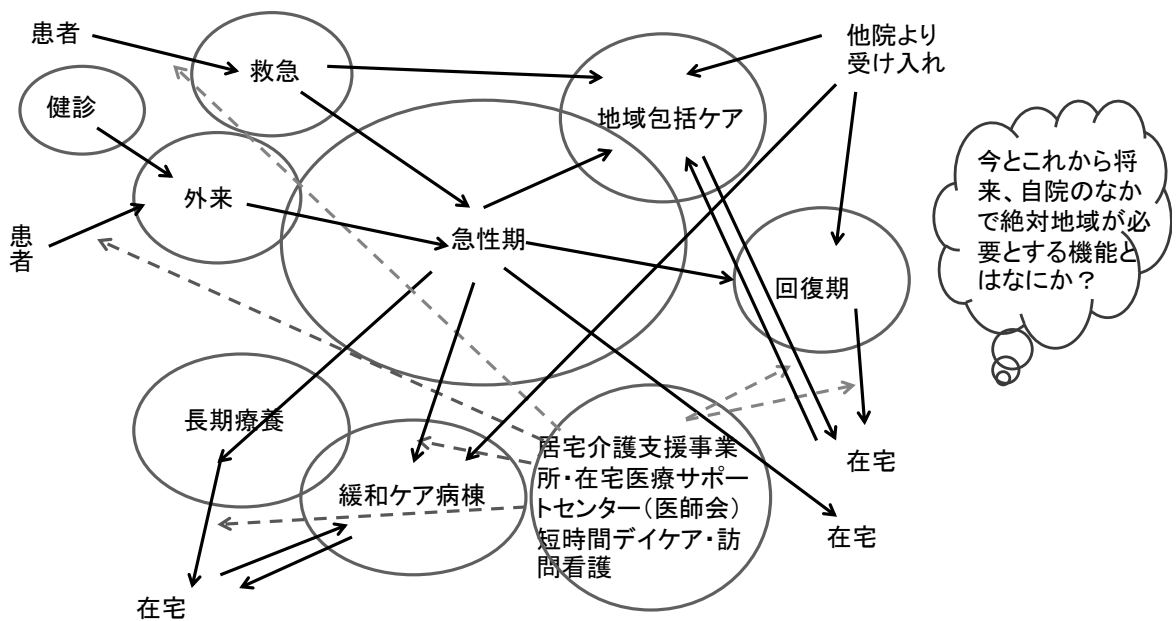 患者
救急
他院より
受け入れ
健診
地域包括ケア
今とこれから将
来、自院のなか
で絶対地域が必
要とする機能と
はなにか？
外来
急性期
患
者
回復期
長期療養
緩和ケア病棟
居宅介護支援事業
所・在宅医療サポー
トセンター（医師会）
短時間デイケア・訪
問看護
在宅
在宅
在宅